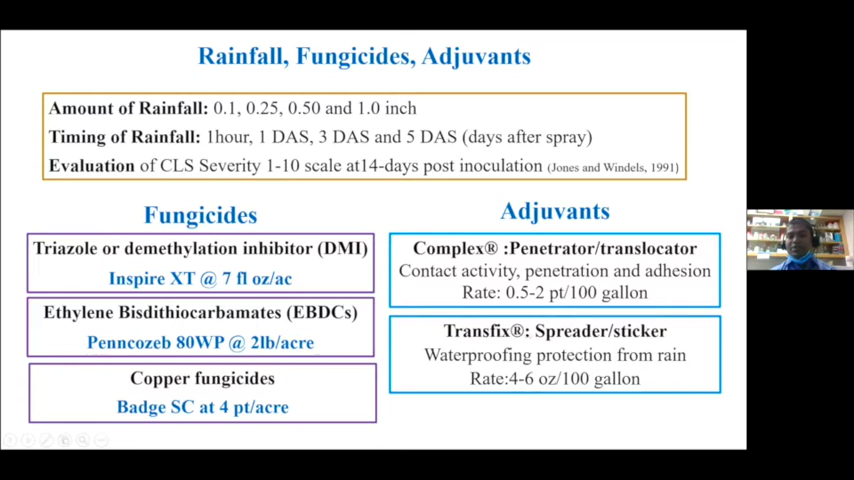 Rainfall, Fungicides, Adjuvants
Amount of Rainfall: 0.1, 0.25, 0.50 and 1.0 inch
Timing of Rainfall: 1hour, 1 DAS, 3 DAS and 5 DAS (days after spray)
Evaluation of CLS Severity 1-10 scale at14-days post inoculation (Jones and Windels, 1991)
Fungicides
Triazole or demethylation inhibitor (DMI)
Inspire XT @ 7 fl oz/ac
Ethylene Bisdithiocarbamates (EBDCs)
Penncozeb 80WP @ 2lb/acre
Copper fungicides
Badge SC at 4 pt/acre
Adjuvants
Complex® :Penetrator/translocator
Contact activity, penetration and adhesion
Rate: 0.5-2 pt/100 gallon
Transfix®: Spreader/sticker
Waterproofing protection from rain
Rate:4-6 oz/100 gallon